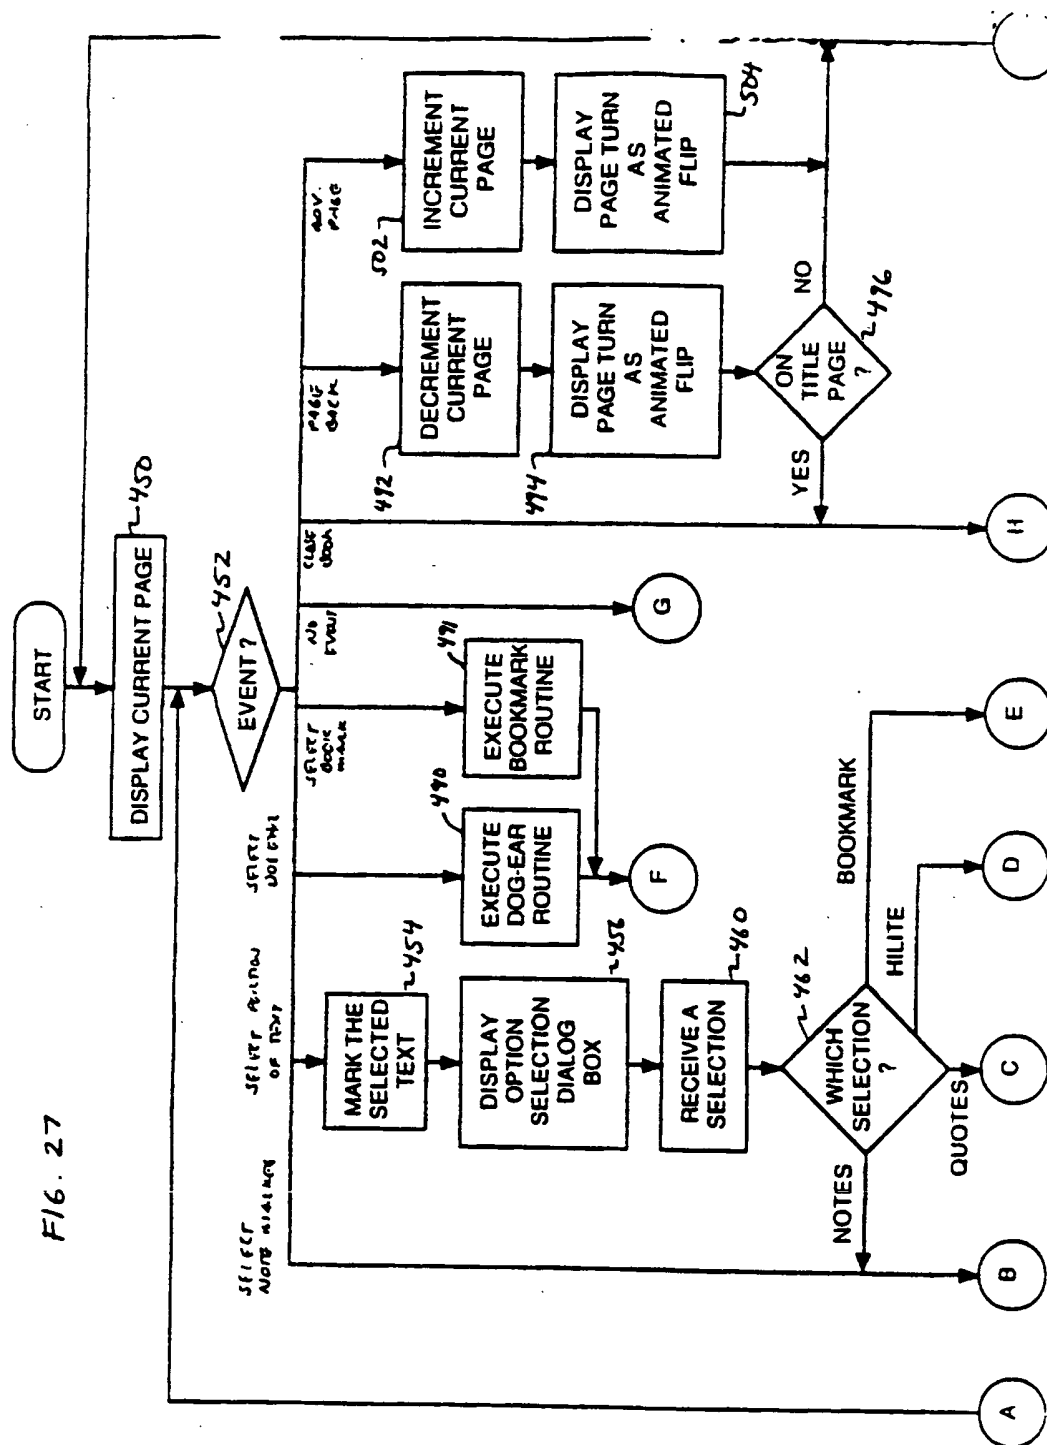 FIG. 27
START
DISPLAY CURRENT PAGE
450
EVENT ?
452
SELECT
NOTE
SELECT PORTION
OF TEXT
SELECT
SELECT
BOOK
MARK
NO
EVENT
CLOSE
BOOK
PAGE
BACK
ADV.
PAGE
MARK THE
SELECTED
TEXT
454
DISPLAY
OPTION
SELECTION
DIALOG
BOX
456
RECEIVE A
SELECTION
460
WHICH
SELECTION
?
462
NOTES
QUOTES
HILITE
BOOKMARK
EXECUTE
DOG-EAR
ROUTINE
490
EXECUTE
BOOKMARK
ROUTINE
491
DECREMENT
CURRENT
PAGE
492
DISPLAY
PAGE TURN
AS
ANIMATED
FLIP
494
ON
TITLE
PAGE
?
496
YES
NO
INCREMENT
CURRENT
PAGE
502
DISPLAY
PAGE TURN
AS
ANIMATED
FLIP
504
A
B
C
D
E
F
G
H